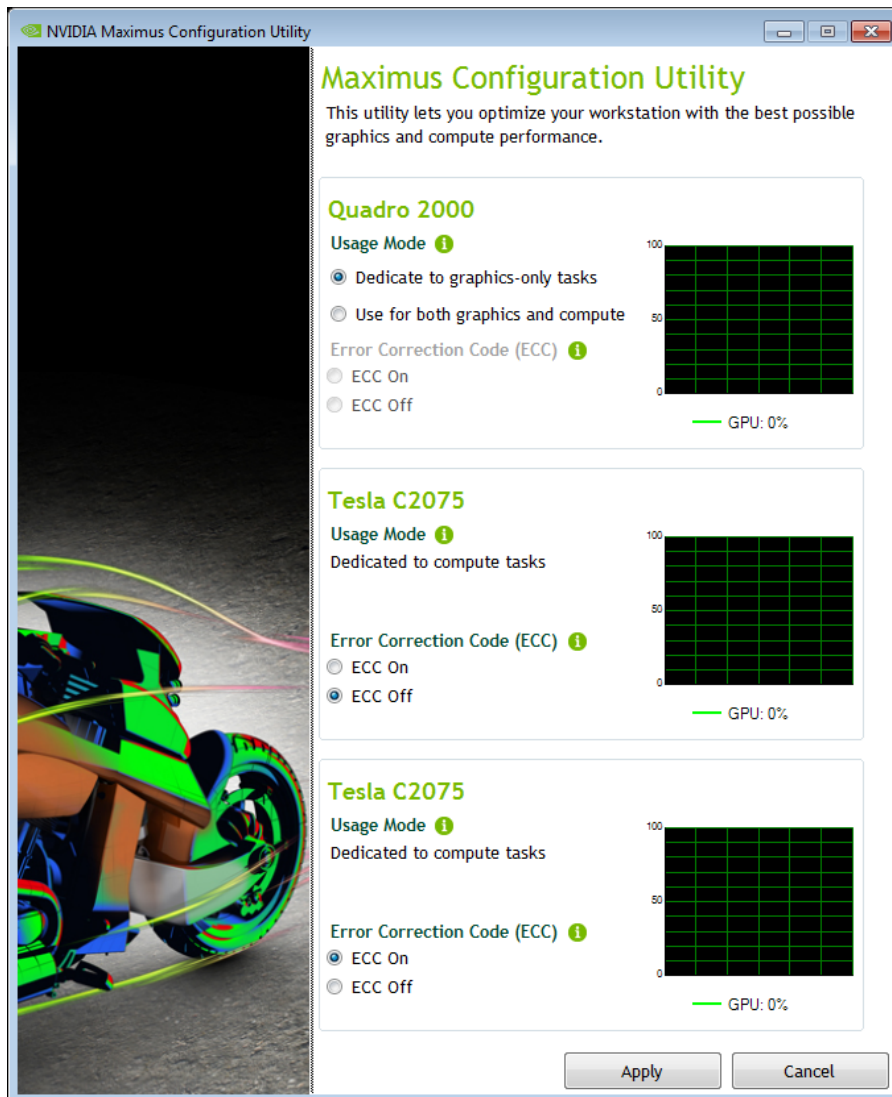 NVIDIA Maximus Configuration Utility
Maximus Configuration Utility
This utility lets you optimize your workstation with the best possible
graphics and compute performance.
Quadro 2000
Usage Mode
Dedicate to graphics-only tasks
Use for both graphics and compute
Error Correction Code (ECC)
ECC On
ECC Off
100
50
0
GPU: 0%
Tesla C2075
Usage Mode
Dedicated to compute tasks
Error Correction Code (ECC)
ECC On
ECC Off
100
50
0
GPU: 0%
Tesla C2075
Usage Mode
Dedicated to compute tasks
Error Correction Code (ECC)
ECC On
ECC Off
100
50
0
GPU: 0%
Apply
Cancel